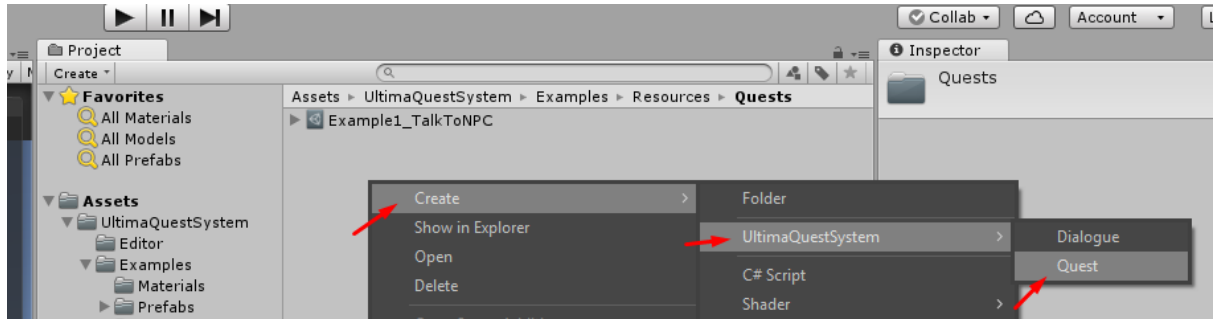 Collab
Account
Project
Inspector
Create
Quests
Favorites
Assets ▸ UltimaQuestSystem ▸ Examples ▸ Resources ▸ Quests
All Materials
Example1_TalkToNPC
All Models
All Prefabs
Assets
UltimaQuestSystem
Editor
Examples
Materials
Prefabs
Create
Show in Explorer
Open
Delete
Folder
UltimaQuestSystem
C# Script
Shader
Dialogue
Quest